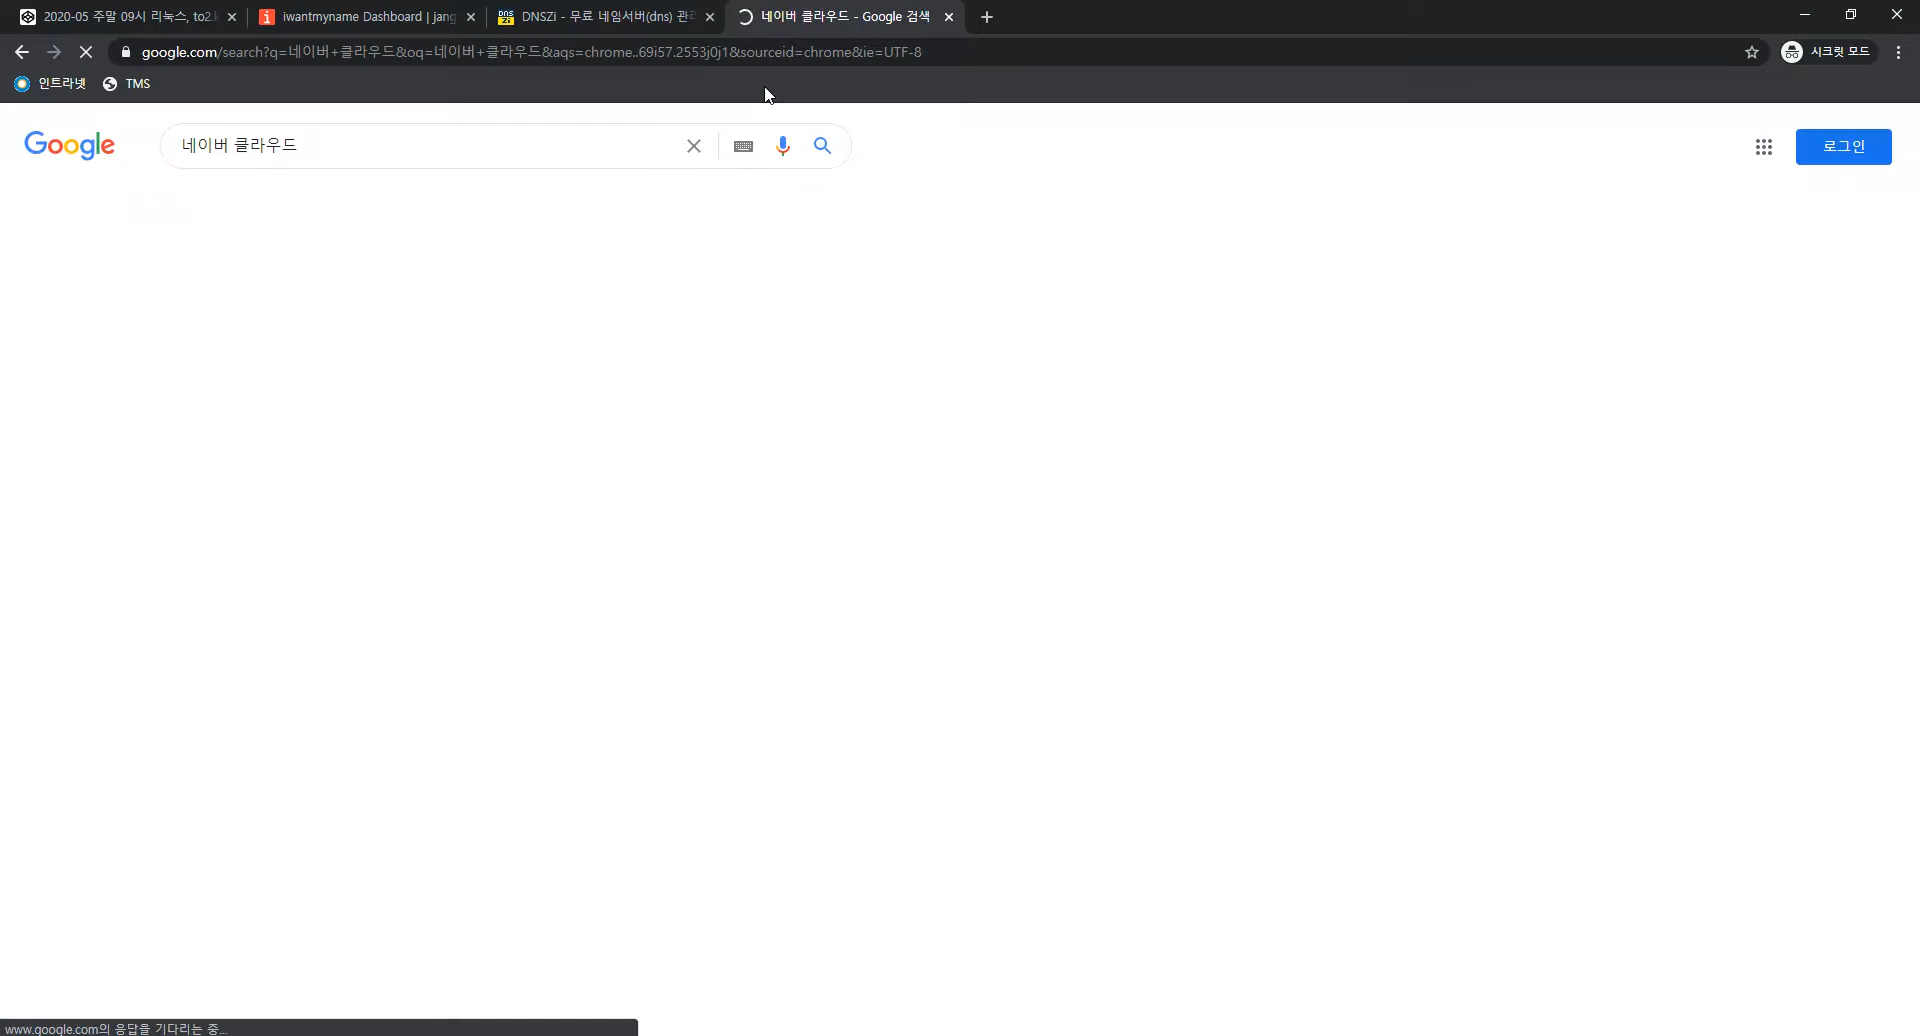 2020-05 주말 09시 리눅스, to2.k
iwantmyname Dashboard | jang
DNSZi - 무료 네임서버(dns) 관리
네이버 클라우드 - Google 검색
google.com/search?q=네이버+클라우드&oq=네이버+클라우드&aqs=chrome..69i57.2553j0j1&sourceid=chrome&ie=UTF-8
시크릿 모드
인트라넷
TMS
Google
네이버 클라우드
로그인
www.google.com의 응답을 기다리는 중...